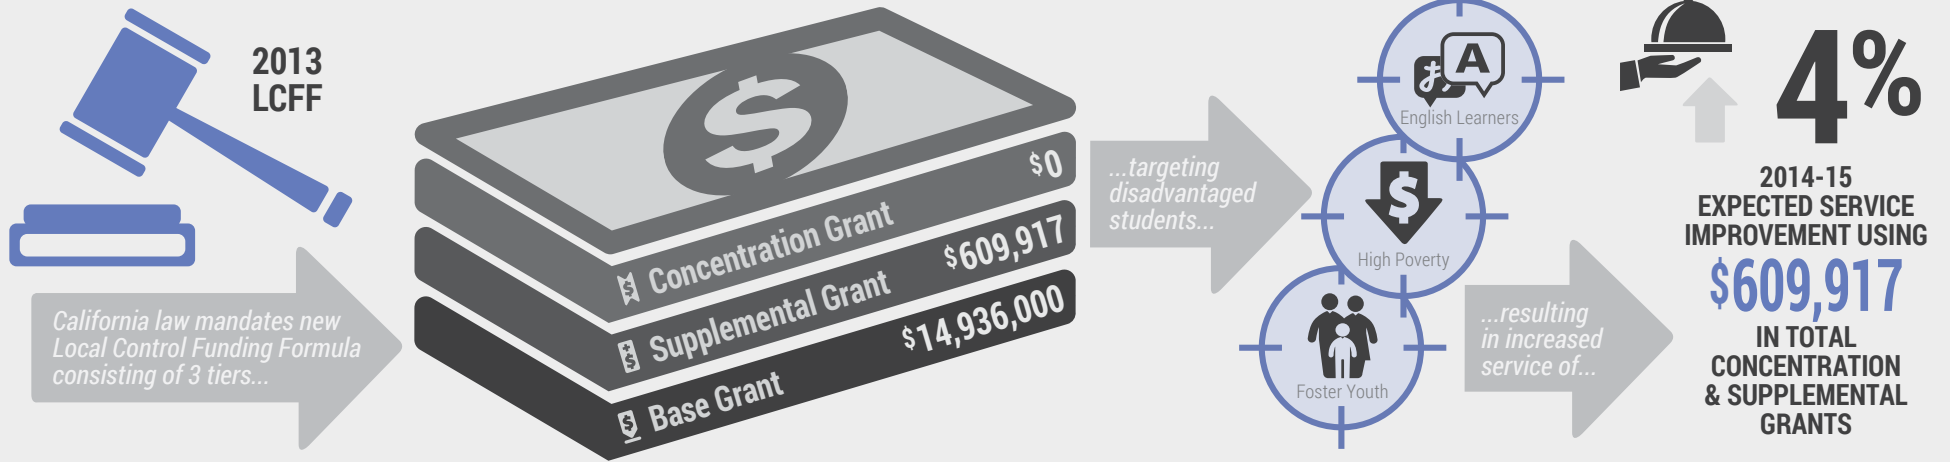 2013
LCFF
California law mandates new
Local Control Funding Formula
consisting of 3 tiers...
$
Concentration Grant $0
Supplemental Grant $609,917
Base Grant $14,936,000
...targeting
disadvantaged
students...
A
English Learners
$
High Poverty
Foster Youth
...resulting
in increased
service of...
4%
2014-15
EXPECTED SERVICE
IMPROVEMENT USING
$609,917
IN TOTAL
CONCENTRATION
& SUPPLEMENTAL
GRANTS